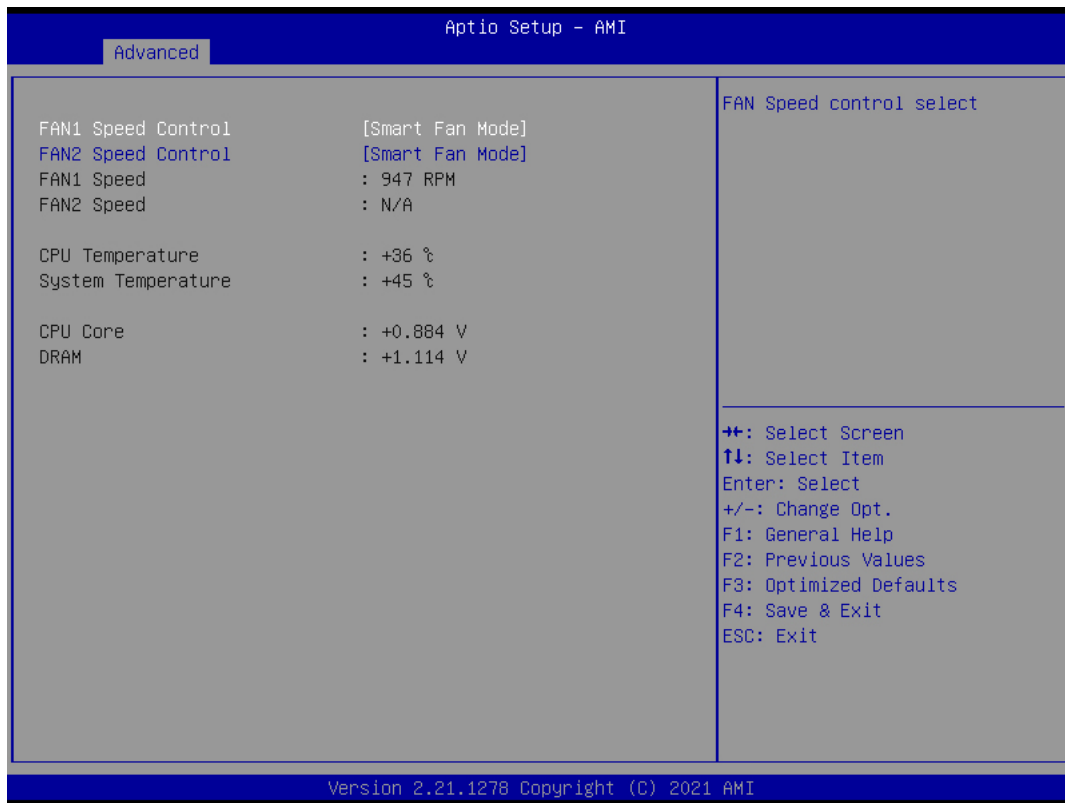 Aptio Setup – AMI
Advanced
FAN1 Speed Control [Smart Fan Mode]
FAN2 Speed Control [Smart Fan Mode]
FAN1 Speed : 947 RPM
FAN2 Speed : N/A
CPU Temperature : +36 ℃
System Temperature : +45 ℃
CPU Core : +0.884 V
DRAM : +1.114 V
FAN Speed control select
→←: Select Screen
↑↓: Select Item
Enter: Select
+/-: Change Opt.
F1: General Help
F2: Previous Values
F3: Optimized Defaults
F4: Save & Exit
ESC: Exit
Version 2.21.1278 Copyright (C) 2021 AMI